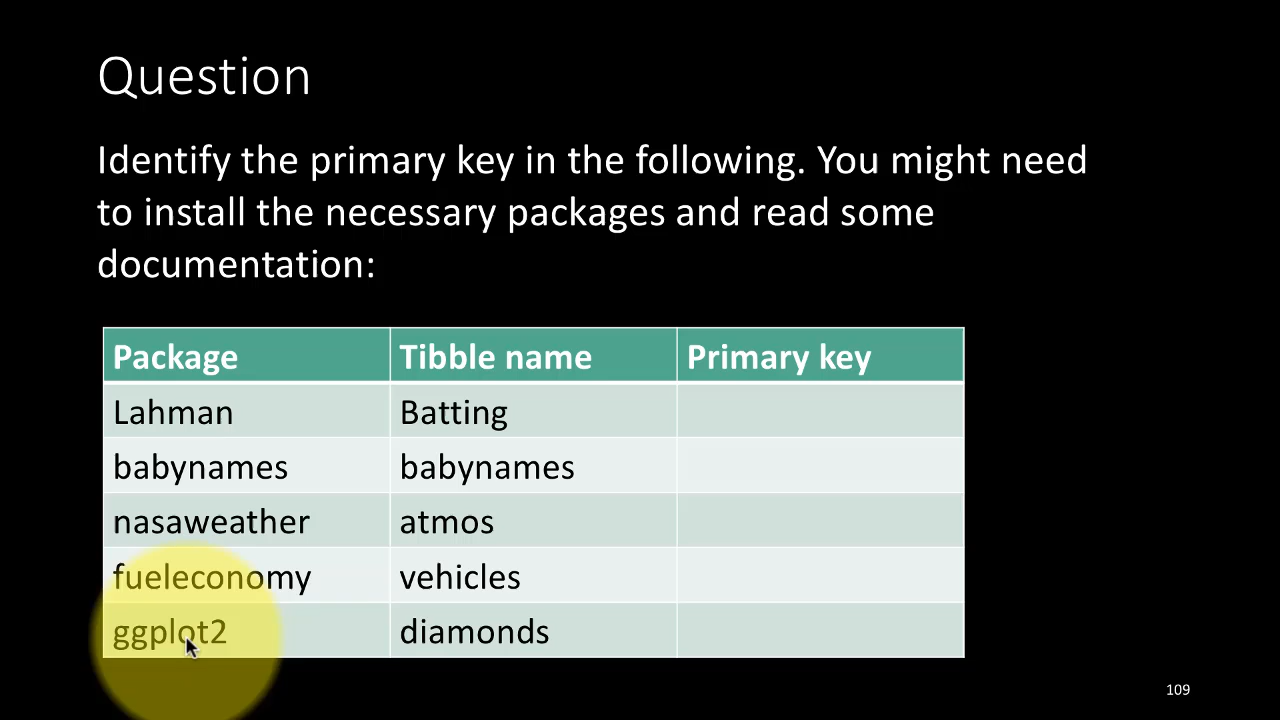 Question
Identify the primary key in the following. You might need
to install the necessary packages and read some
documentation:
Package Tibble name Primary key
Lahman Batting
babynames babynames
nasaweather atmos
fueleconomy vehicles
ggplot2 diamonds
109